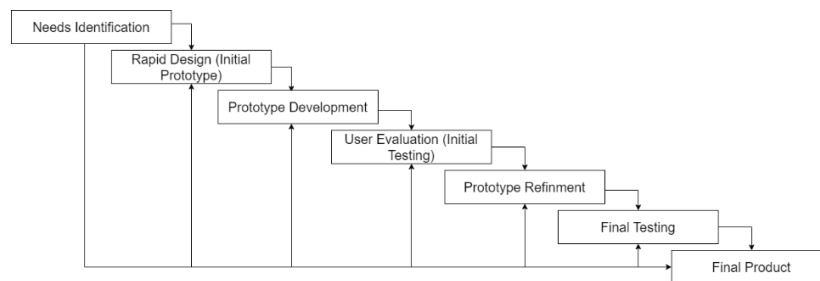 Needs Identification
Rapid Design (Initial
Prototype)
Prototype Development
User Evaluation (Initial
Testing)
Prototype Refinment
Final Testing
Final Product